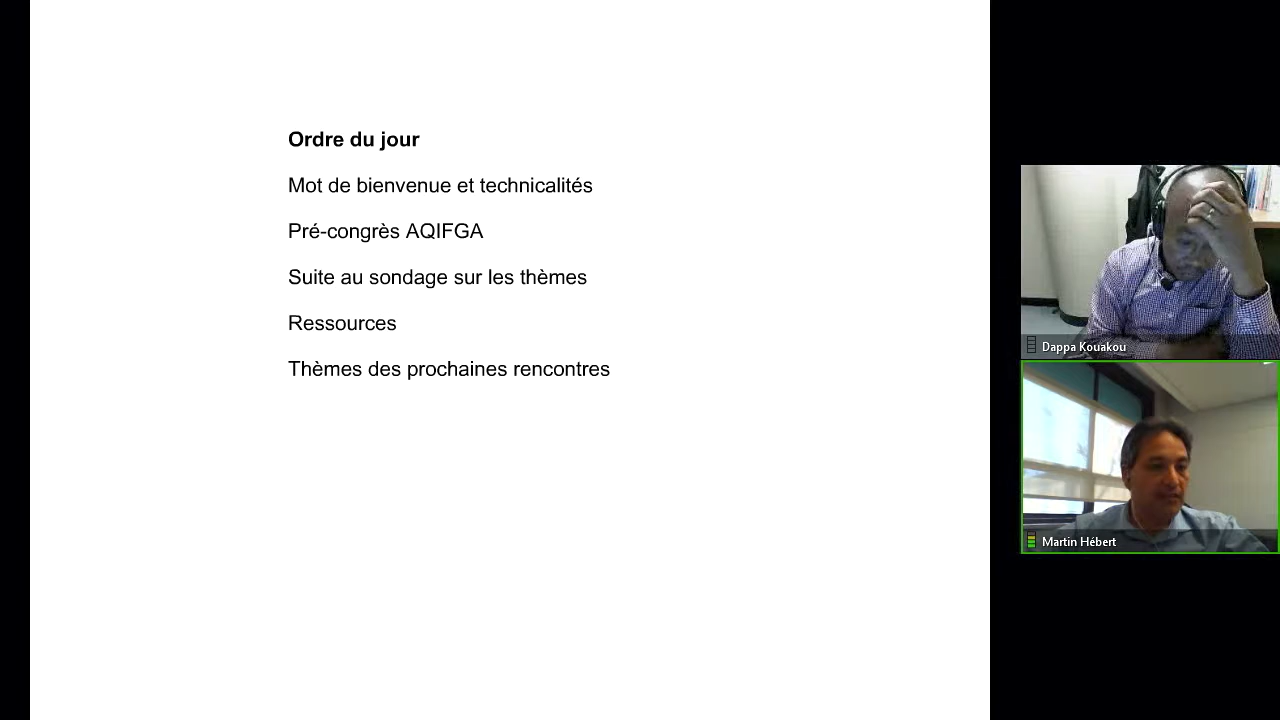 Ordre du jour
Mot de bienvenue et technicalités
Pré-congrès AQIFGA
Suite au sondage sur les thèmes
Ressources
Thèmes des prochaines rencontres
Dappa Kouakou
Martin Hébert